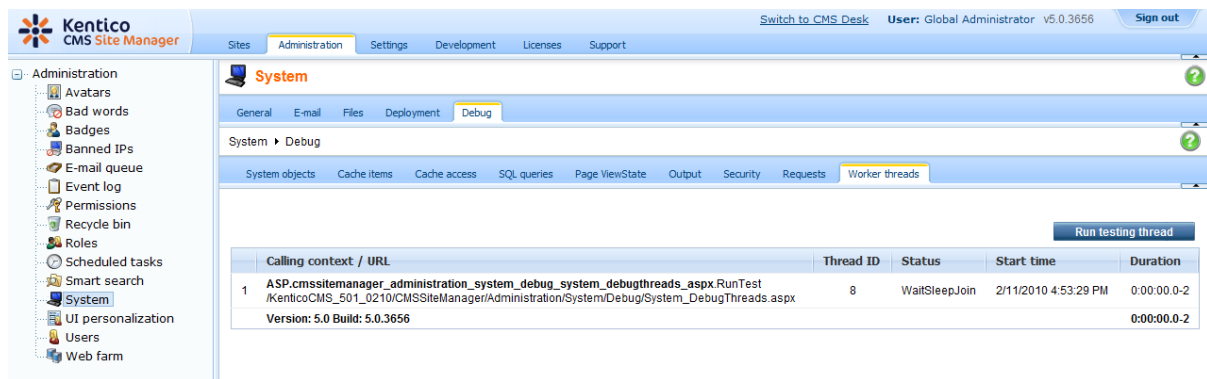 Kentico
CMS Site Manager
Switch to CMS Desk User: Global Administrator v5.0.3656 Sign out
Sites Administration Settings Development Licenses Support
Administration
Avatars
Bad words
Badges
Banned IPs
E-mail queue
Event log
Permissions
Recycle bin
Roles
Scheduled tasks
Smart search
System
UI personalization
Users
Web farm
System
General E-mail Files Deployment Debug
System Debug
System objects Cache items Cache access SQL queries Page ViewState Output Security Requests Worker threads
Run testing thread
Calling context / URL Thread ID Status Start time Duration
1 ASP.cmssitemanager_administration_system_debug_system_debugthreads_aspx.RunTest
/KenticoCMS_501_0210/CMSSiteManager/Administration/System/Debug/System_DebugThreads.aspx 8 WaitSleepJoin 2/11/2010 4:53:29 PM 0:00:00.0-2
Version: 5.0 Build: 5.0.3656 0:00:00.0-2